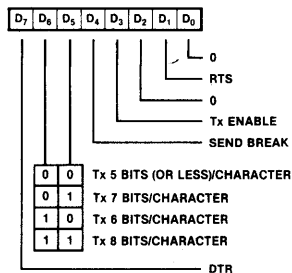 D7 D6 D5 D4 D3 D2 D1 D0
0
RTS
0
Tx ENABLE
SEND BREAK
0 0 Tx 5 BITS (OR LESS)/CHARACTER
0 1 Tx 7 BITS/CHARACTER
1 0 Tx 6 BITS/CHARACTER
1 1 Tx 8 BITS/CHARACTER
DTR